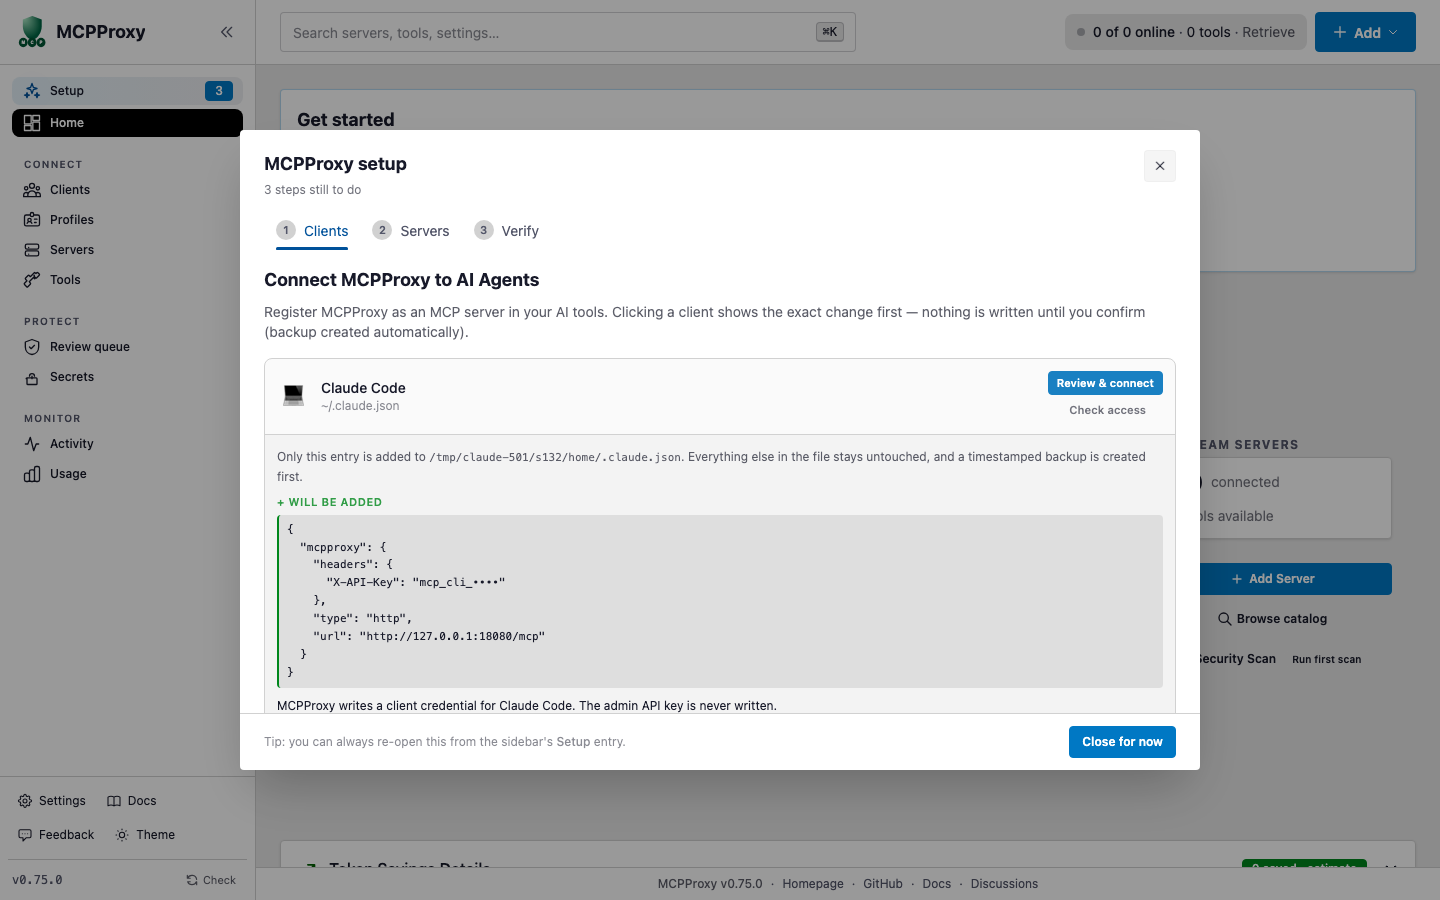 MCPProxy
Search servers, tools, settings...
⌘K
0 of 0 online · 0 tools · Retrieve
+ Add
Setup
3
Home
CONNECT
Clients
Profiles
Servers
Tools
PROTECT
Review queue
Secrets
MONITOR
Activity
Usage
Settings
Docs
Feedback
Theme
v0.75.0
Check
Get started
MCPProxy setup
3 steps still to do
1 Clients
2 Servers
3 Verify
Connect MCPProxy to AI Agents
Register MCPProxy as an MCP server in your AI tools. Clicking a client shows the exact change first — nothing is written until you confirm
(backup created automatically).
Claude Code
~/.claude.json
Review & connect
Check access
Only this entry is added to /tmp/claude-501/s132/home/.claude.json. Everything else in the file stays untouched, and a timestamped backup is created
first.
+ WILL BE ADDED
{
"mcpproxy": {
"headers": {
"X-API-Key": "mcp_cli_••••"
},
"type": "http",
"url": "http://127.0.0.1:18080/mcp"
}
}
MCPProxy writes a client credential for Claude Code. The admin API key is never written.
Tip: you can always re-open this from the sidebar's Setup entry.
Close for now
EAM SERVERS
connected
ols available
+ Add Server
Browse catalog
Security Scan
Run first scan
MCPProxy v0.75.0 · Homepage · GitHub · Docs · Discussions